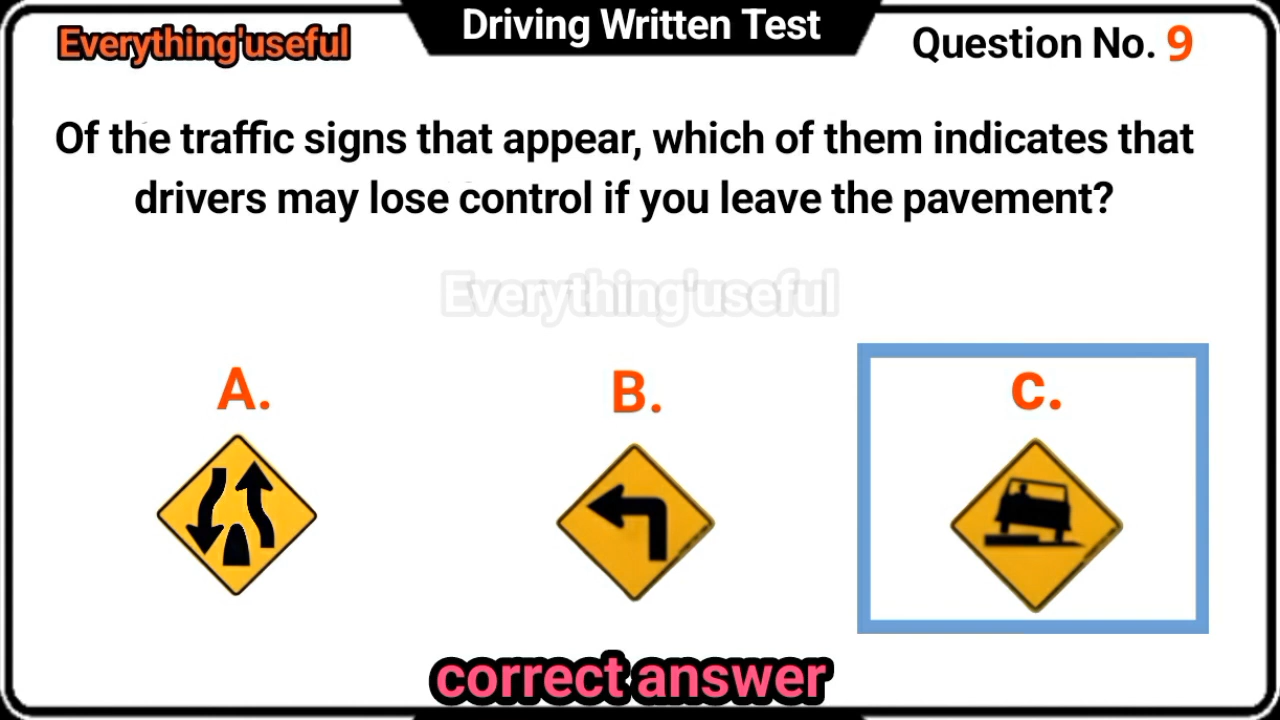 Everything'useful
Driving Written Test
Question No. 9
Of the traffic signs that appear, which of them indicates that
drivers may lose control if you leave the pavement?
Everything'useful
A.
B.
C.
correct answer